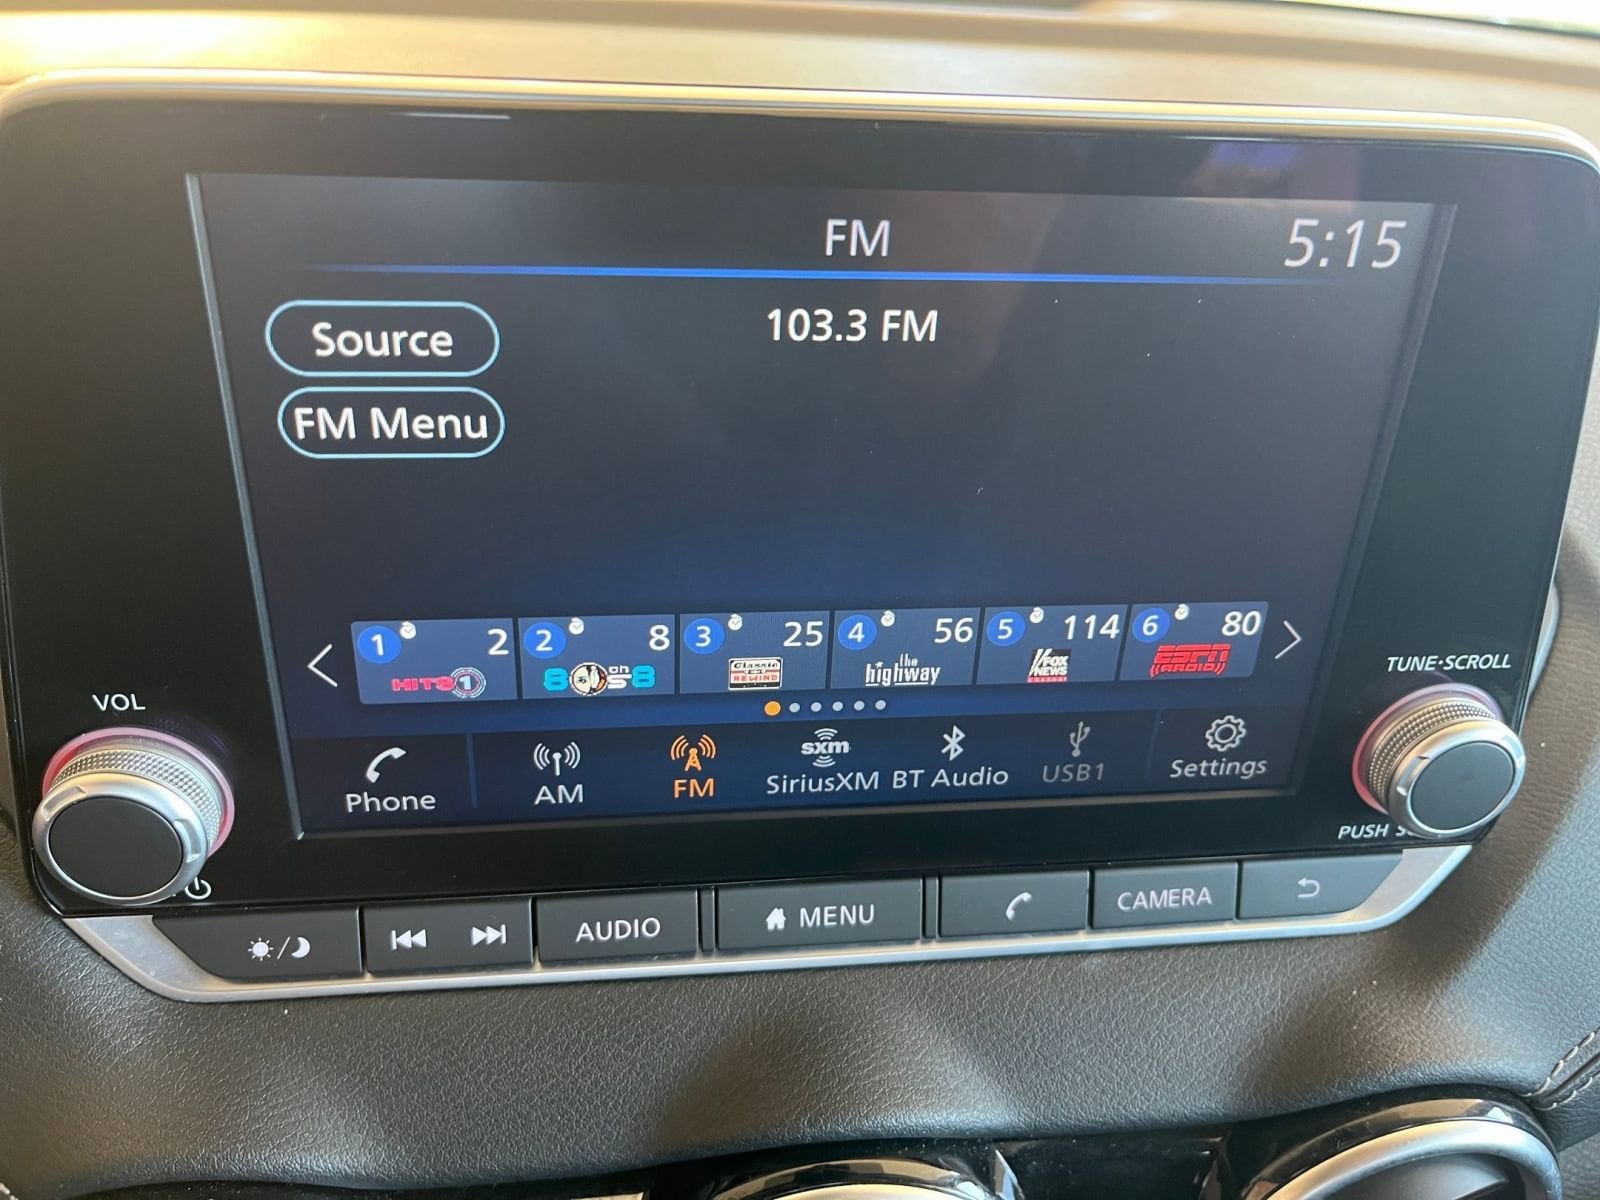 FM
5:15
103.3 FM
Source
FM Menu
1 2 2 8 3 25 4 56 5 114 6 80
HITS 1
80s on 8
Classic REWIND
the highway
FOX NEWS channel
ESPN RADIO
TUNE·SCROLL
VOL
Phone
AM
FM
sxm
SiriusXM
BT Audio
USB1
Settings
PUSH
AUDIO
MENU
CAMERA